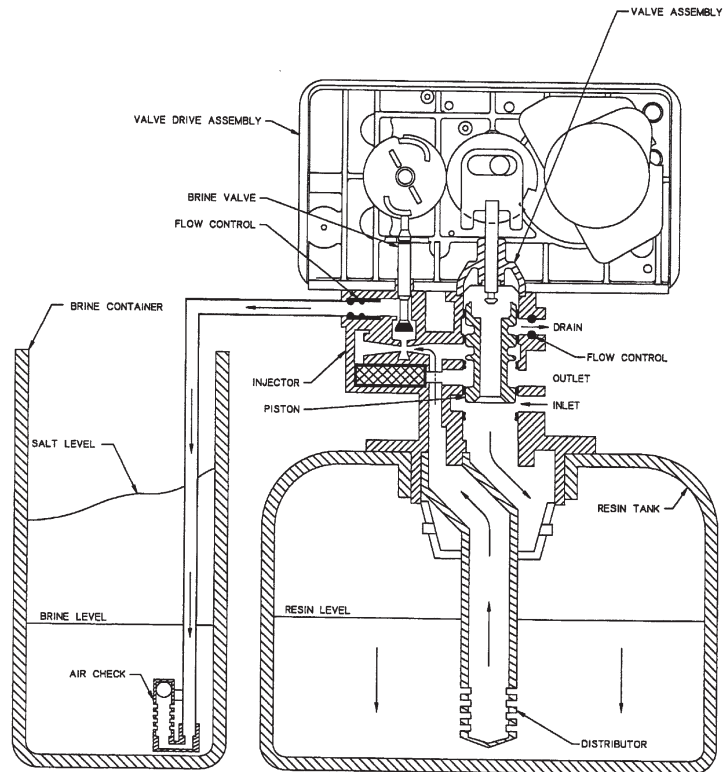 VALVE ASSEMBLY
VALVE DRIVE ASSEMBLY
BRINE VALVE
FLOW CONTROL
BRINE CONTAINER
DRAIN
FLOW CONTROL
INJECTOR
OUTLET
PISTON
INLET
SALT LEVEL
RESIN TANK
BRINE LEVEL
RESIN LEVEL
AIR CHECK
DISTRIBUTOR